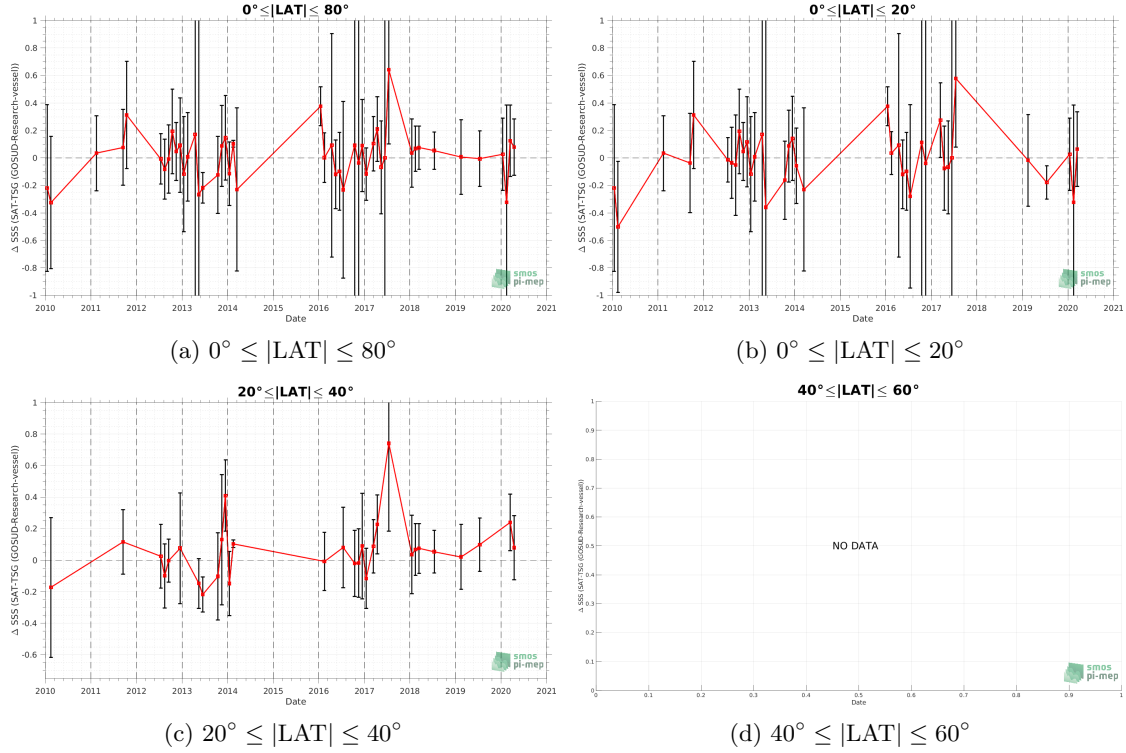 0°≤|LAT|≤ 80°
1
0.8
0.6
0.4
0.2
0
-0.2
-0.4
-0.6
-0.8
-1
Δ SSS (SAT-TSG (GOSUD-Research-vessel))
2010 2011 2012 2013 2014 2015 2016 2017 2018 2019 2020 2021
Date
smos
pi-mep
(a) 0° ≤ |LAT| ≤ 80°
0°≤|LAT|≤ 20°
1
0.8
0.6
0.4
0.2
0
-0.2
-0.4
-0.6
-0.8
-1
Δ SSS (SAT-TSG (GOSUD-Research-vessel))
2010 2011 2012 2013 2014 2015 2016 2017 2018 2019 2020 2021
Date
smos
pi-mep
(b) 0° ≤ |LAT| ≤ 20°
20°≤|LAT|≤ 40°
1
0.8
0.6
0.4
0.2
0
-0.2
-0.4
-0.6
Δ SSS (SAT-TSG (GOSUD-Research-vessel))
2010 2011 2012 2013 2014 2015 2016 2017 2018 2019 2020 2021
Date
smos
pi-mep
(c) 20° ≤ |LAT| ≤ 40°
40°≤|LAT|≤ 60°
1
0.9
0.8
0.7
0.6
0.5
0.4
0.3
0.2
0.1
0
Δ SSS (SAT-TSG (GOSUD-Research-vessel))
NO DATA
0 0.1 0.2 0.3 0.4 0.5 0.6 0.7 0.8 0.9 1
Date
smos
pi-mep
(d) 40° ≤ |LAT| ≤ 60°